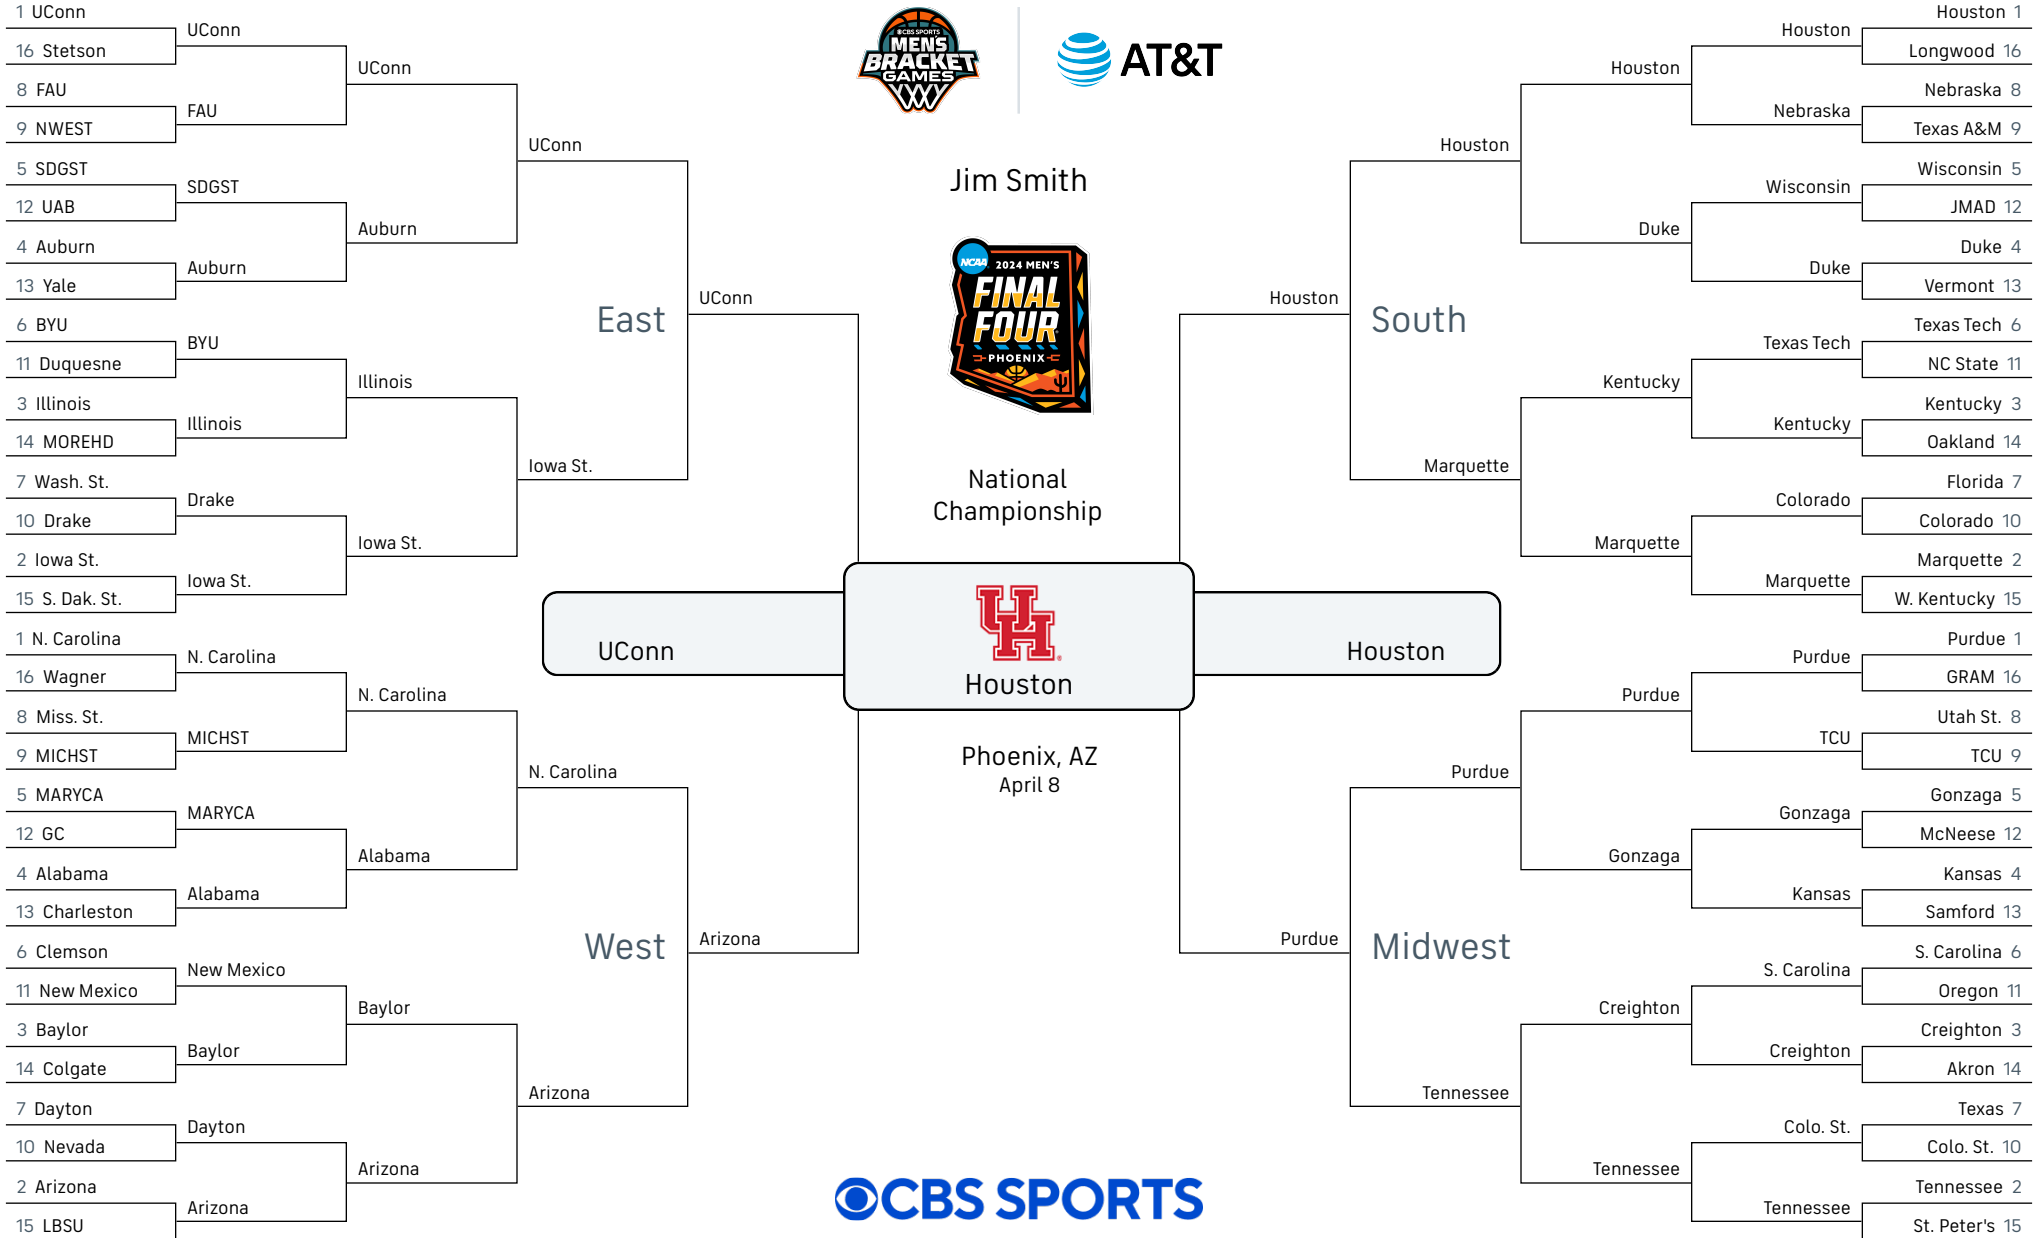 1 UConn
16 Stetson
8 FAU
9 NWEST
5 SDGST
12 UAB
4 Auburn
13 Yale
6 BYU
11 Duquesne
3 Illinois
14 MOREHD
7 Wash. St.
10 Drake
2 Iowa St.
15 S. Dak. St.
1 N. Carolina
16 Wagner
8 Miss. St.
9 MICHST
5 MARYCA
12 GC
4 Alabama
13 Charleston
6 Clemson
11 New Mexico
3 Baylor
14 Colgate
7 Dayton
10 Nevada
2 Arizona
15 LBSU
UConn
FAU
SDGST
Auburn
BYU
Illinois
Drake
Iowa St.
N. Carolina
MICHST
MARYCA
Alabama
New Mexico
Baylor
Dayton
Arizona
UConn
Auburn
Illinois
Iowa St.
N. Carolina
Alabama
Baylor
Arizona
UConn
Iowa St.
N. Carolina
Arizona
East
West
UConn
Arizona
CBS SPORTS
MEN'S
BRACKET
GAMES
AT&T
Jim Smith
NCAA
2024 MEN'S
FINAL
FOUR
PHOENIX
National
Championship
UConn
UH
Houston
Houston
Phoenix, AZ
April 8
CBS SPORTS
Houston
Purdue
South
Midwest
Houston
Marquette
Purdue
Tennessee
Houston
Duke
Kentucky
Marquette
Purdue
Gonzaga
Creighton
Tennessee
Houston
Nebraska
Wisconsin
Duke
Texas Tech
Kentucky
Colorado
Marquette
Purdue
TCU
Gonzaga
Kansas
S. Carolina
Creighton
Colo. St.
Tennessee
Houston 1
Longwood 16
Nebraska 8
Texas A&M 9
Wisconsin 5
JMAD 12
Duke 4
Vermont 13
Texas Tech 6
NC State 11
Kentucky 3
Oakland 14
Florida 7
Colorado 10
Marquette 2
W. Kentucky 15
Purdue 1
GRAM 16
Utah St. 8
TCU 9
Gonzaga 5
McNeese 12
Kansas 4
Samford 13
S. Carolina 6
Oregon 11
Creighton 3
Akron 14
Texas 7
Colo. St. 10
Tennessee 2
St. Peter's 15